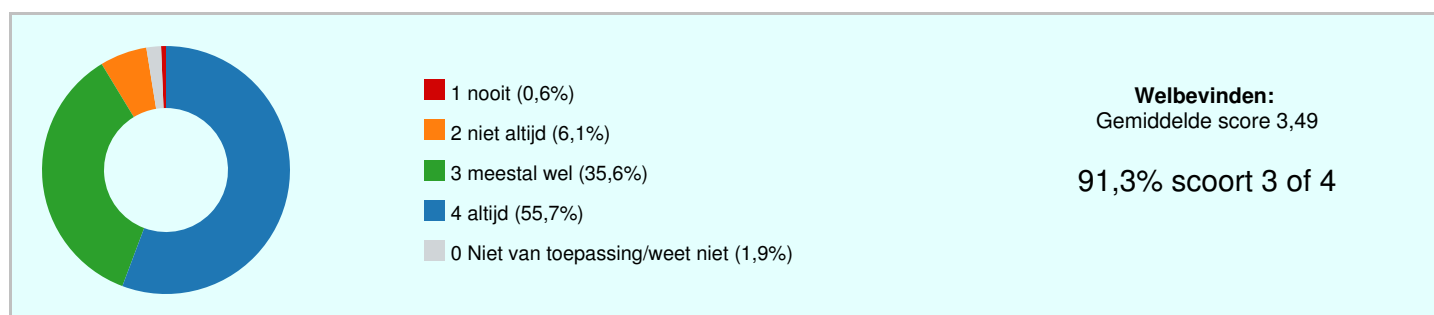 1 nooit (0,6%)
2 niet altijd (6,1%)
3 meestal wel (35,6%)
4 altijd (55,7%)
0 Niet van toepassing/weet niet (1,9%)
Welbevinden:
Gemiddelde score 3,49
91,3% scoort 3 of 4